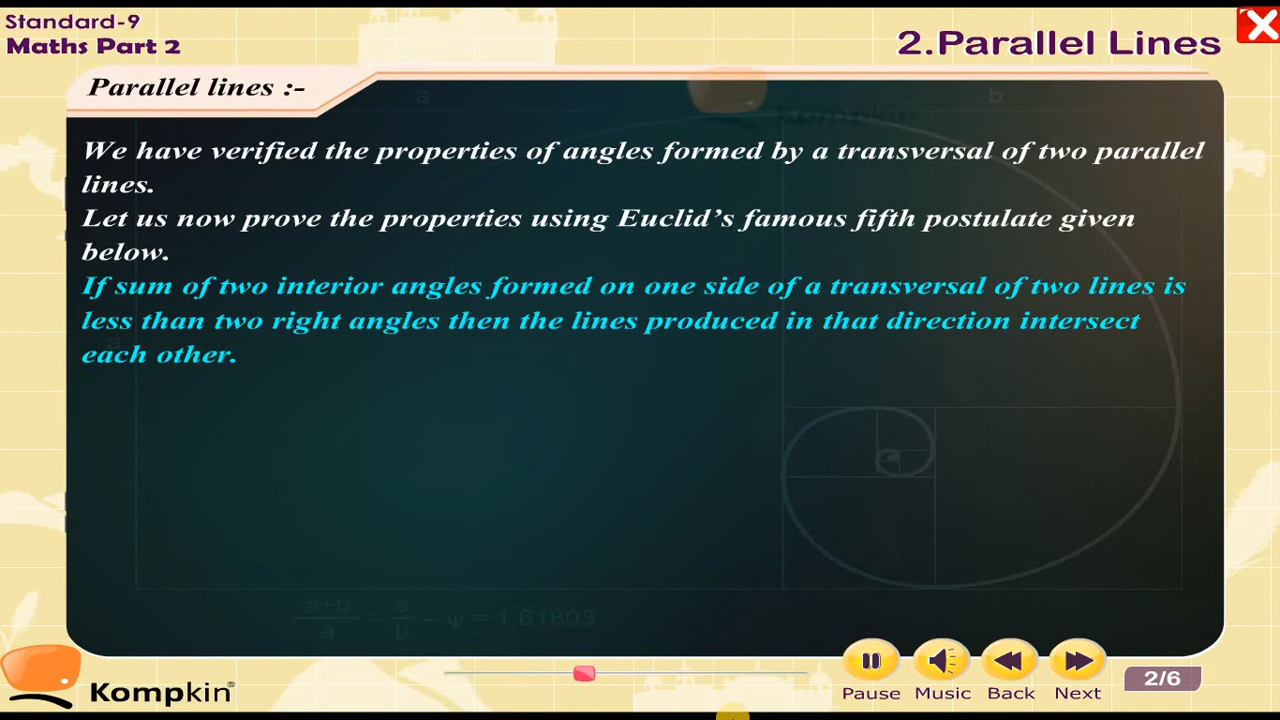 Standard-9
Maths Part 2
2.Parallel Lines
Parallel lines :-
a
b
Kompkin
We have verified the properties of angles formed by a transversal of two parallel
lines.
Let us now prove the properties using Euclid's famous fifth postulate given
below.
If sum of two interior angles formed on one side of a transversal of two lines is
less than two right angles then the lines produced in that direction intersect
each other.
a
a+b
a
= a
b
= φ = 1,61803
Kompkin®
Pause
Music
Back
Next
2/6